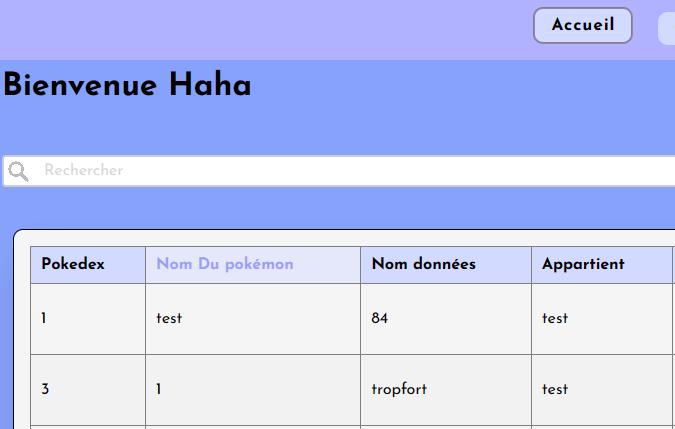 Accueil
Bienvenue Haha
Rechercher
Pokedex Nom Du pokémon Nom données Appartient
1 test 84 test
3 1 tropfort test